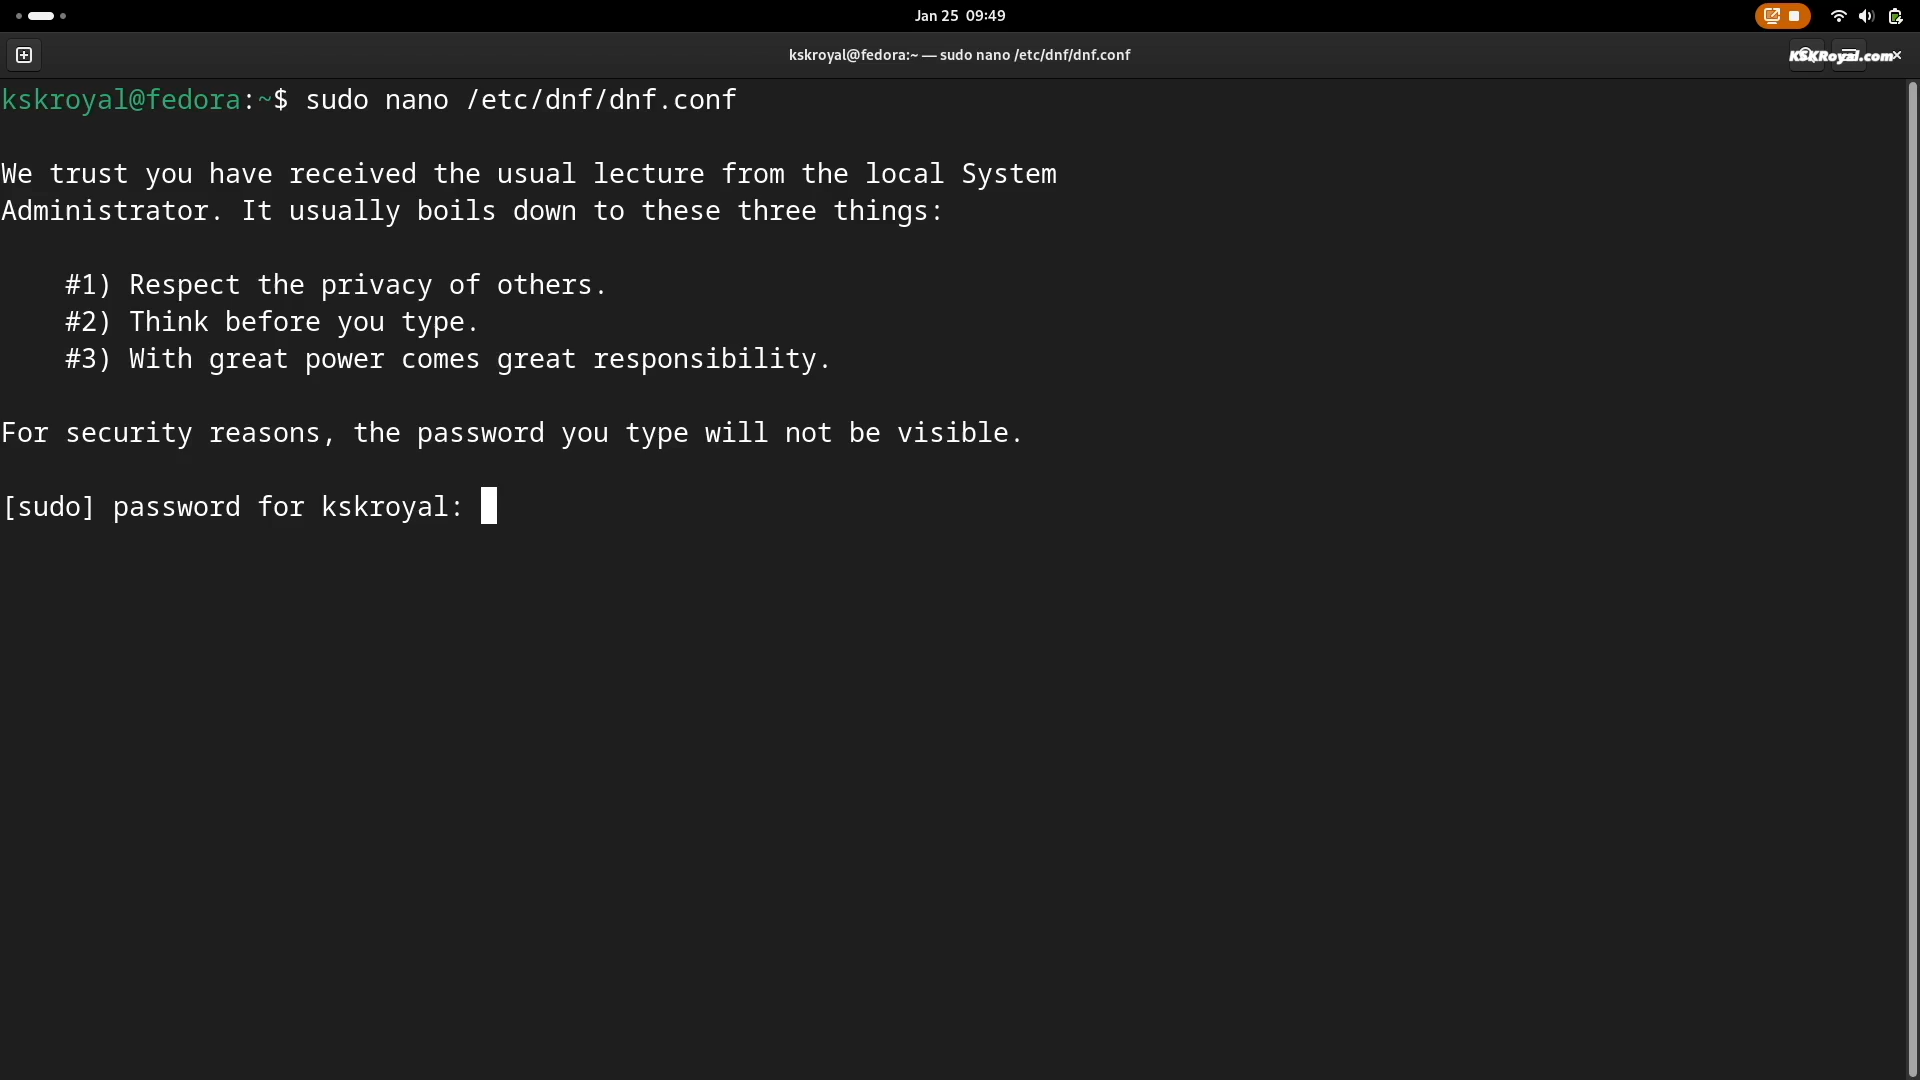 Jan 25 09:49
kskroyal@fedora:~ — sudo nano /etc/dnf/dnf.conf
KSKRoyal.com
kskroyal@fedora:~$ sudo nano /etc/dnf/dnf.conf
We trust you have received the usual lecture from the local System
Administrator. It usually boils down to these three things:
#1) Respect the privacy of others.
#2) Think before you type.
#3) With great power comes great responsibility.
For security reasons, the password you type will not be visible.
[sudo] password for kskroyal: